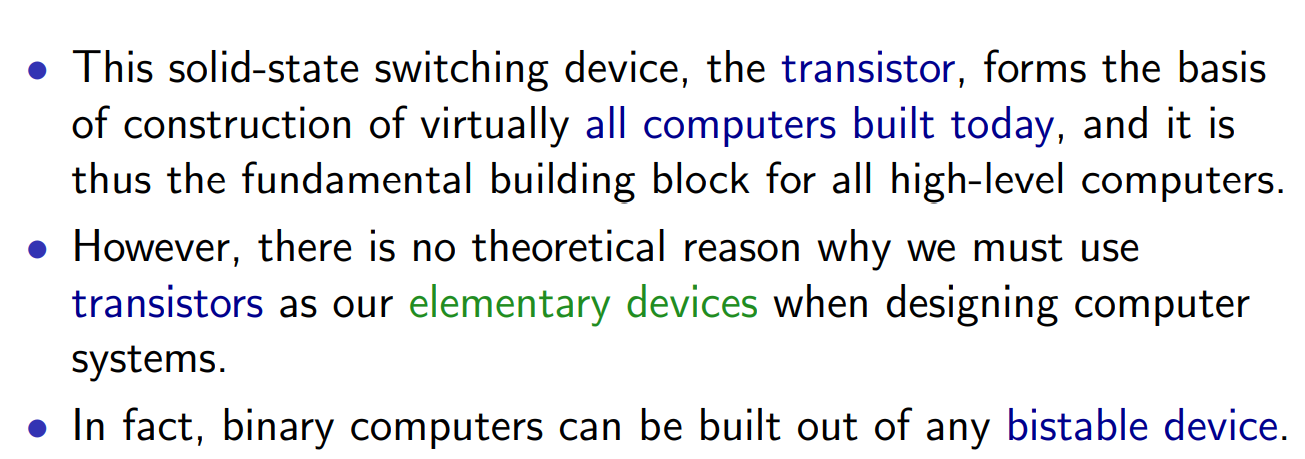 • This solid-state switching device, the transistor, forms the basis
of construction of virtually all computers built today, and it is
thus the fundamental building block for all high-level computers.
• However, there is no theoretical reason why we must use
transistors as our elementary devices when designing computer
systems.
• In fact, binary computers can be built out of any bistable device.